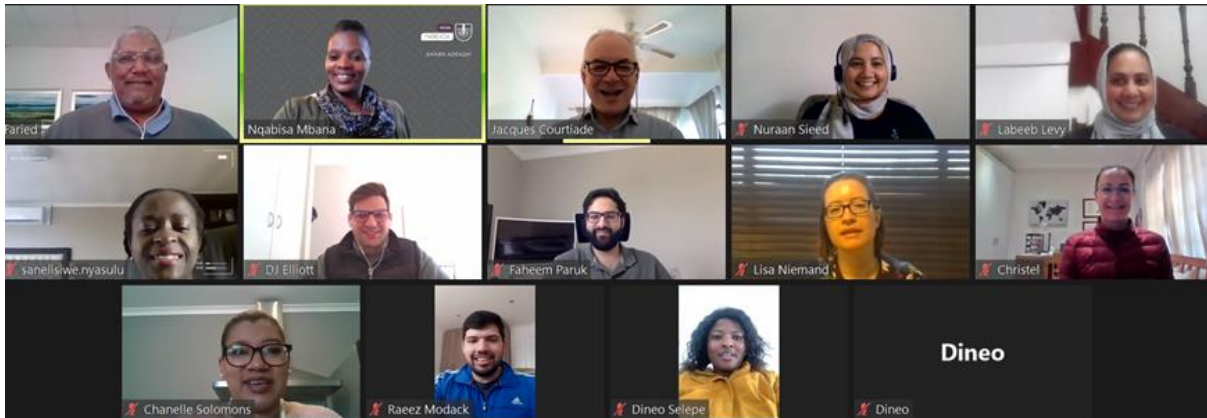 Faried
Nqabisa Mbana
Jacques Courtiade
Nuraan Sieed
Labeeb Levy
sanelisiwe.nyasulu
DJ Elliott
Faheem Paruk
Lisa Niemand
Christel
Chanelle Solomons
Raeez Modack
Dineo Selepe
Dineo
Dineo